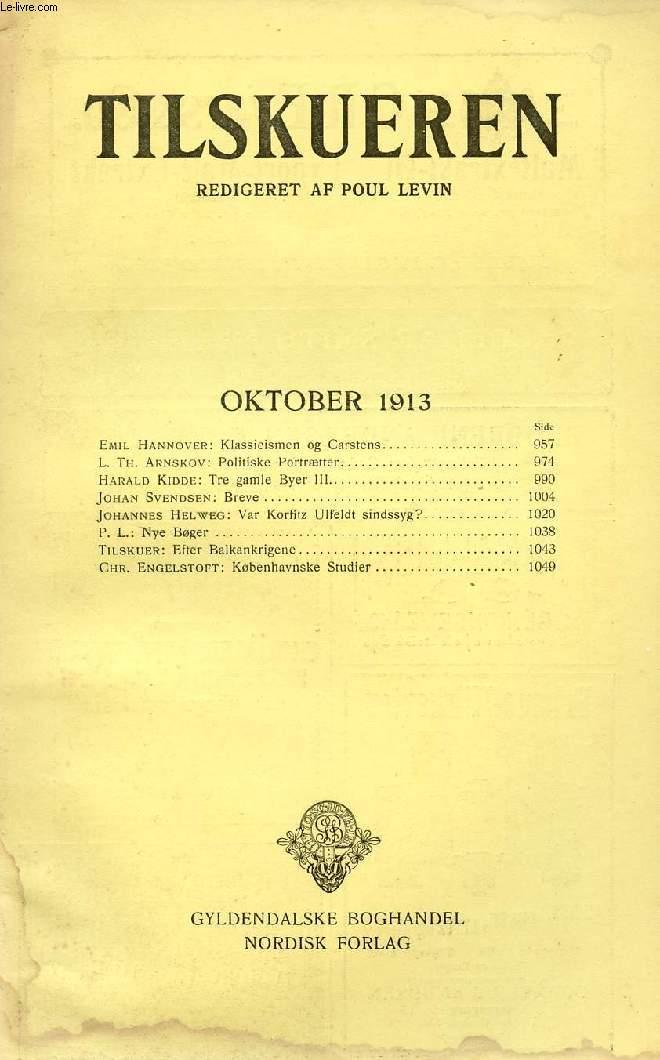 Le-livre.com
TILSKUEREN
REDIGERET AF POUL LEVIN
OKTOBER 1913
Side
EMIL HANNOVER: Klassicismen og Carstens.................... 957
L. TH. ARNSKOV: Politiske Portrætter.......................... 974
HARALD KIDDE: Tre gamle Byer III............................ 990
JOHAN SVENDSEN: Breve ..................................... 1004
JOHANNES HELWEG: Var Korfitz Ulfeldt sindssyg?.............. 1020
P. L.: Nye Bøger ............................................ 1038
TILSKUER: Efter Balkankrigene................................ 1043
CHR. ENGELSTOFT: Københavnske Studier ..................... 1049
GYLDENDALSKE BOGHANDEL
NORDISK FORLAG